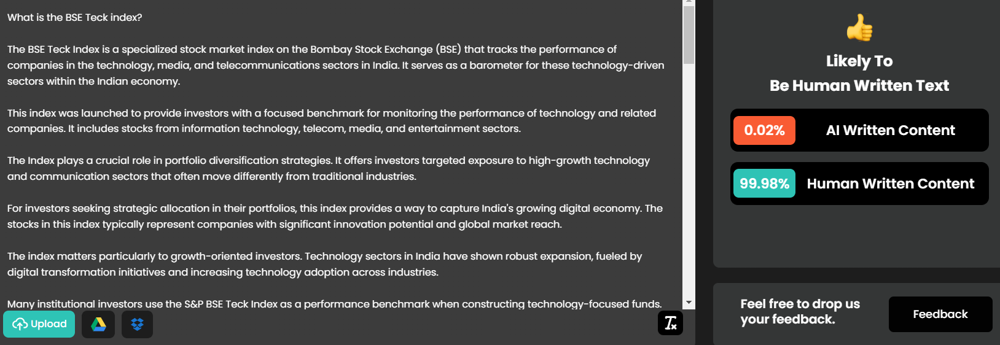 What is the BSE Teck index?
The BSE Teck Index is a specialized stock market index on the Bombay Stock Exchange (BSE) that tracks the performance of
companies in the technology, media, and telecommunications sectors in India. It serves as a barometer for these technology-driven
sectors within the Indian economy.
This index was launched to provide investors with a focused benchmark for monitoring the performance of technology and related
companies. It includes stocks from information technology, telecom, media, and entertainment sectors.
The Index plays a crucial role in portfolio diversification strategies. It offers investors targeted exposure to high-growth technology
and communication sectors that often move differently from traditional industries.
For investors seeking strategic allocation in their portfolios, this index provides a way to capture India's growing digital economy. The
stocks in this index typically represent companies with significant innovation potential and global market reach.
The index matters particularly to growth-oriented investors. Technology sectors in India have shown robust expansion, fueled by
digital transformation initiatives and increasing technology adoption across industries.
Many institutional investors use the S&P BSE Teck Index as a performance benchmark when constructing technology-focused funds.
Upload
Likely To
Be Human Written Text
0.02% AI Written Content
99.98% Human Written Content
Feel free to drop us
your feedback.
Feedback